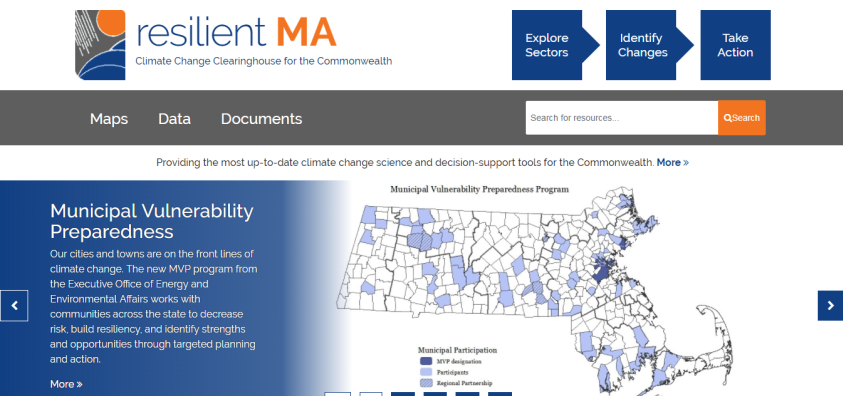 resilient MA
Climate Change Clearinghouse for the Commonwealth
Explore
Sectors
Identify
Changes
Take
Action
Maps
Data
Documents
Search for resources...
Search
Providing the most up-to-date climate change science and decision-support tools for the Commonwealth. More »
Municipal Vulnerability
Preparedness
Our cities and towns are on the front lines of
climate change. The new MVP program from
the Executive Office of Energy and
Environmental Affairs works with
communities across the state to decrease
risk, build resiliency, and identify strengths
and opportunities through targeted planning
and action.
More »
Municipal Vulnerability Preparedness Program
Municipal Participation
MVP designation
Participants
Regional Partnership